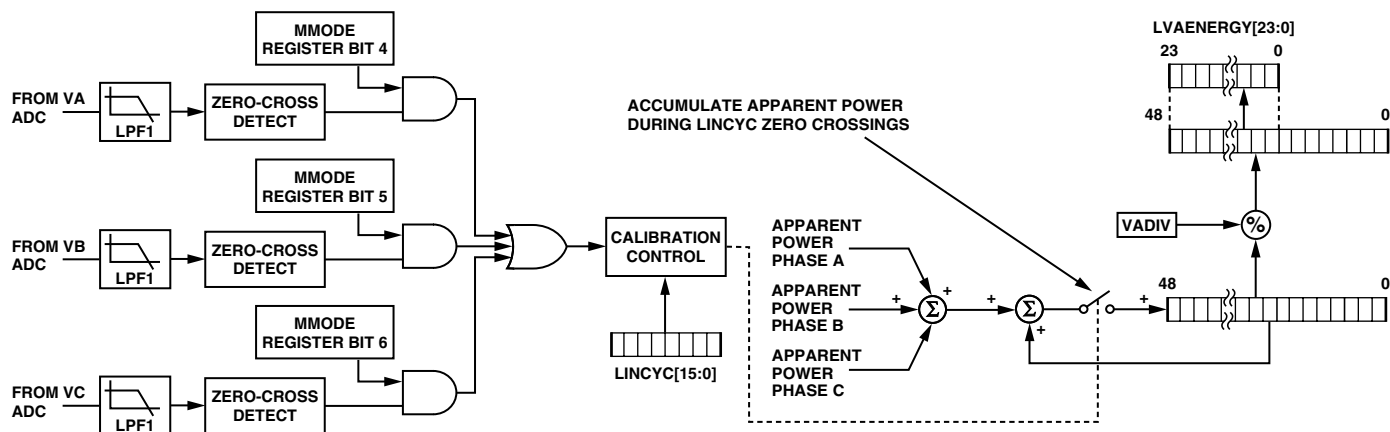 MMODE
REGISTER BIT 4
FROM VA
ADC
LPF1
ZERO-CROSS
DETECT
MMODE
REGISTER BIT 5
FROM VB
ADC
LPF1
ZERO-CROSS
DETECT
MMODE
REGISTER BIT 6
FROM VC
ADC
LPF1
ZERO-CROSS
DETECT
CALIBRATION
CONTROL
LINCYC[15:0]
ACCUMULATE APPARENT POWER
DURING LINCYC ZERO CROSSINGS
APPARENT
POWER
PHASE A
APPARENT
POWER
PHASE B
APPARENT
POWER
PHASE C
+
+
Σ
+
Σ
+
+
LVAENERGY[23:0]
23 0
48 0
VADIV
%
48 0